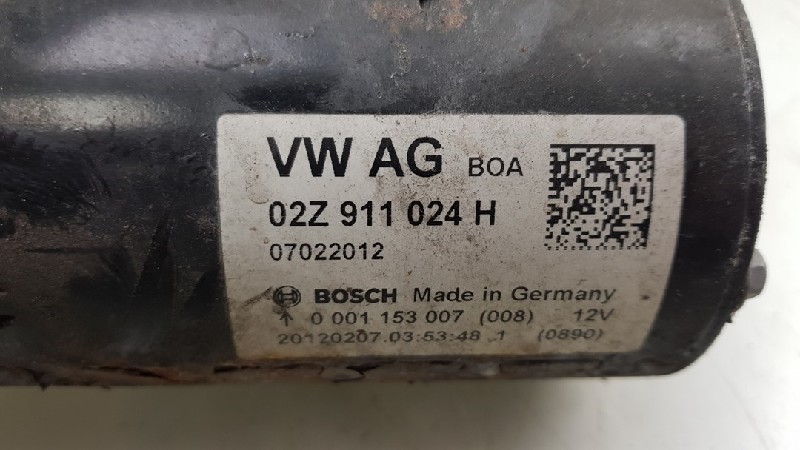 VW AG BOA
02Z 911 024 H
07022012
BOSCH Made in Germany
0 001 153 007 (008) 12V
20120207.03:53:48 1 (0890)